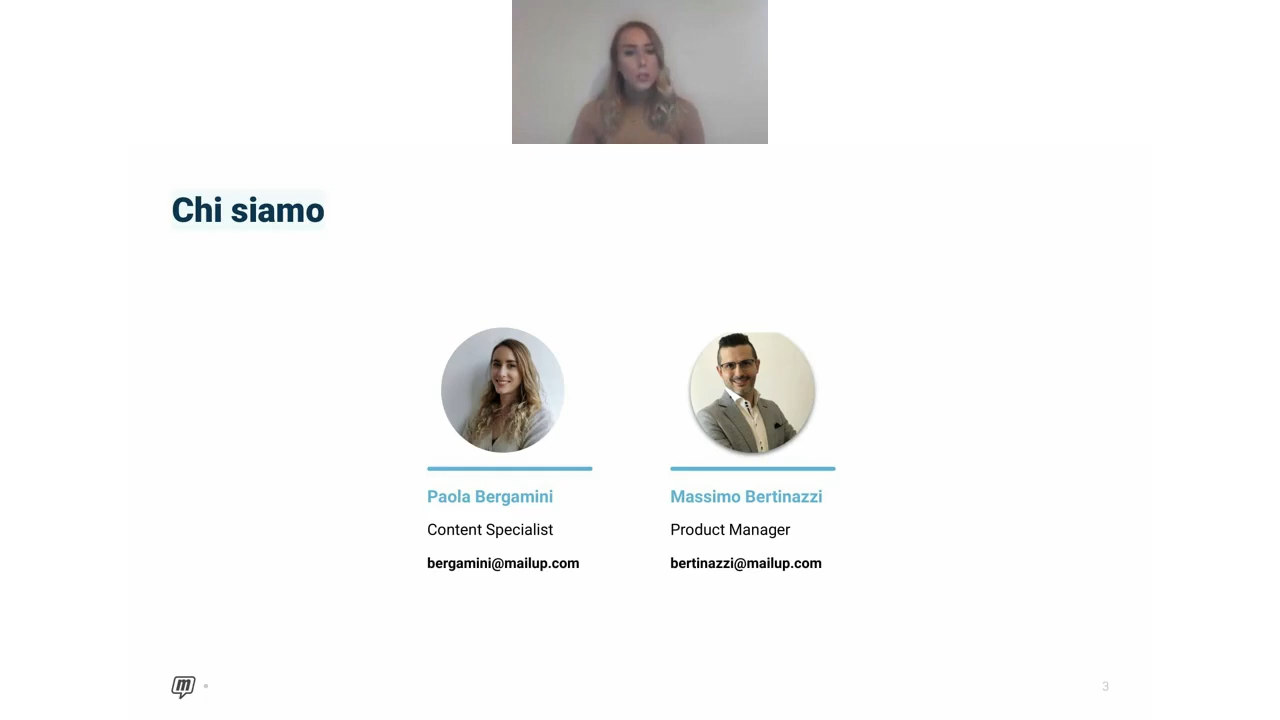 Chi siamo
Paola Bergamini
Content Specialist
bergamini@mailup.com
Massimo Bertinazzi
Product Manager
bertinazzi@mailup.com
m
3